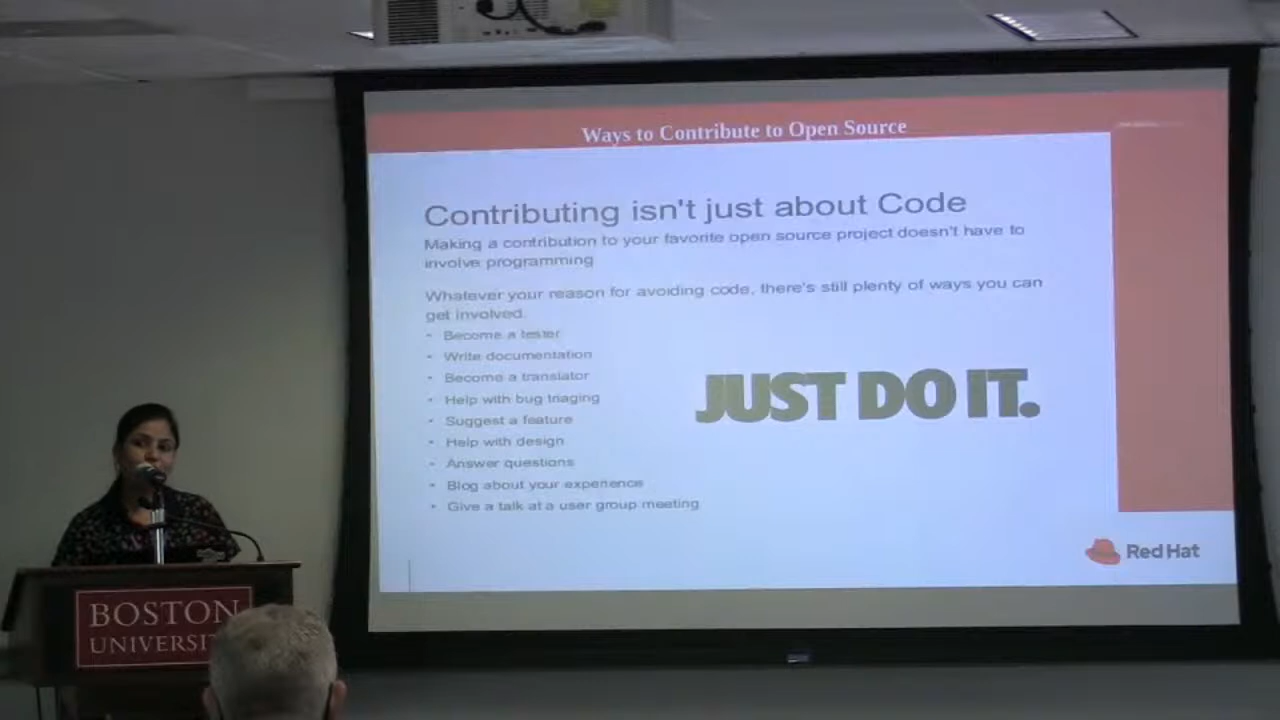 Ways to Contribute to Open Source
Contributing isn't just about Code
Making a contribution to your favorite open source project doesn't have to
involve programming
Whatever your reason for avoiding code, there's still plenty of ways you can
get involved.
• Become a tester
• Write documentation
• Become a translator
• Help with bug triaging
• Suggest a feature
• Help with design
• Answer questions
• Blog about your experience
• Give a talk at a user group meeting
JUST DO IT.
Red Hat
BOSTON
UNIVERSI